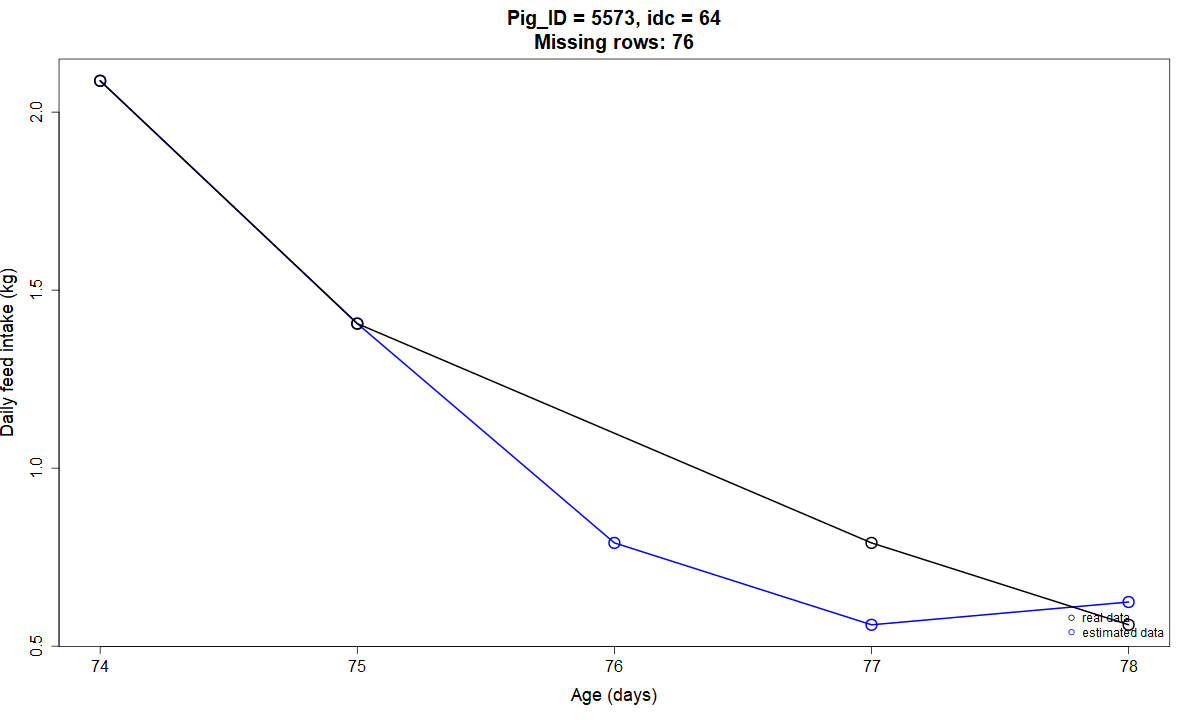 Pig_ID = 5573, idc = 64
Missing rows: 76
Daily feed intake (kg)
2.0
1.5
1.0
0.5
real data
estimated data
74 75 76 77 78
Age (days)